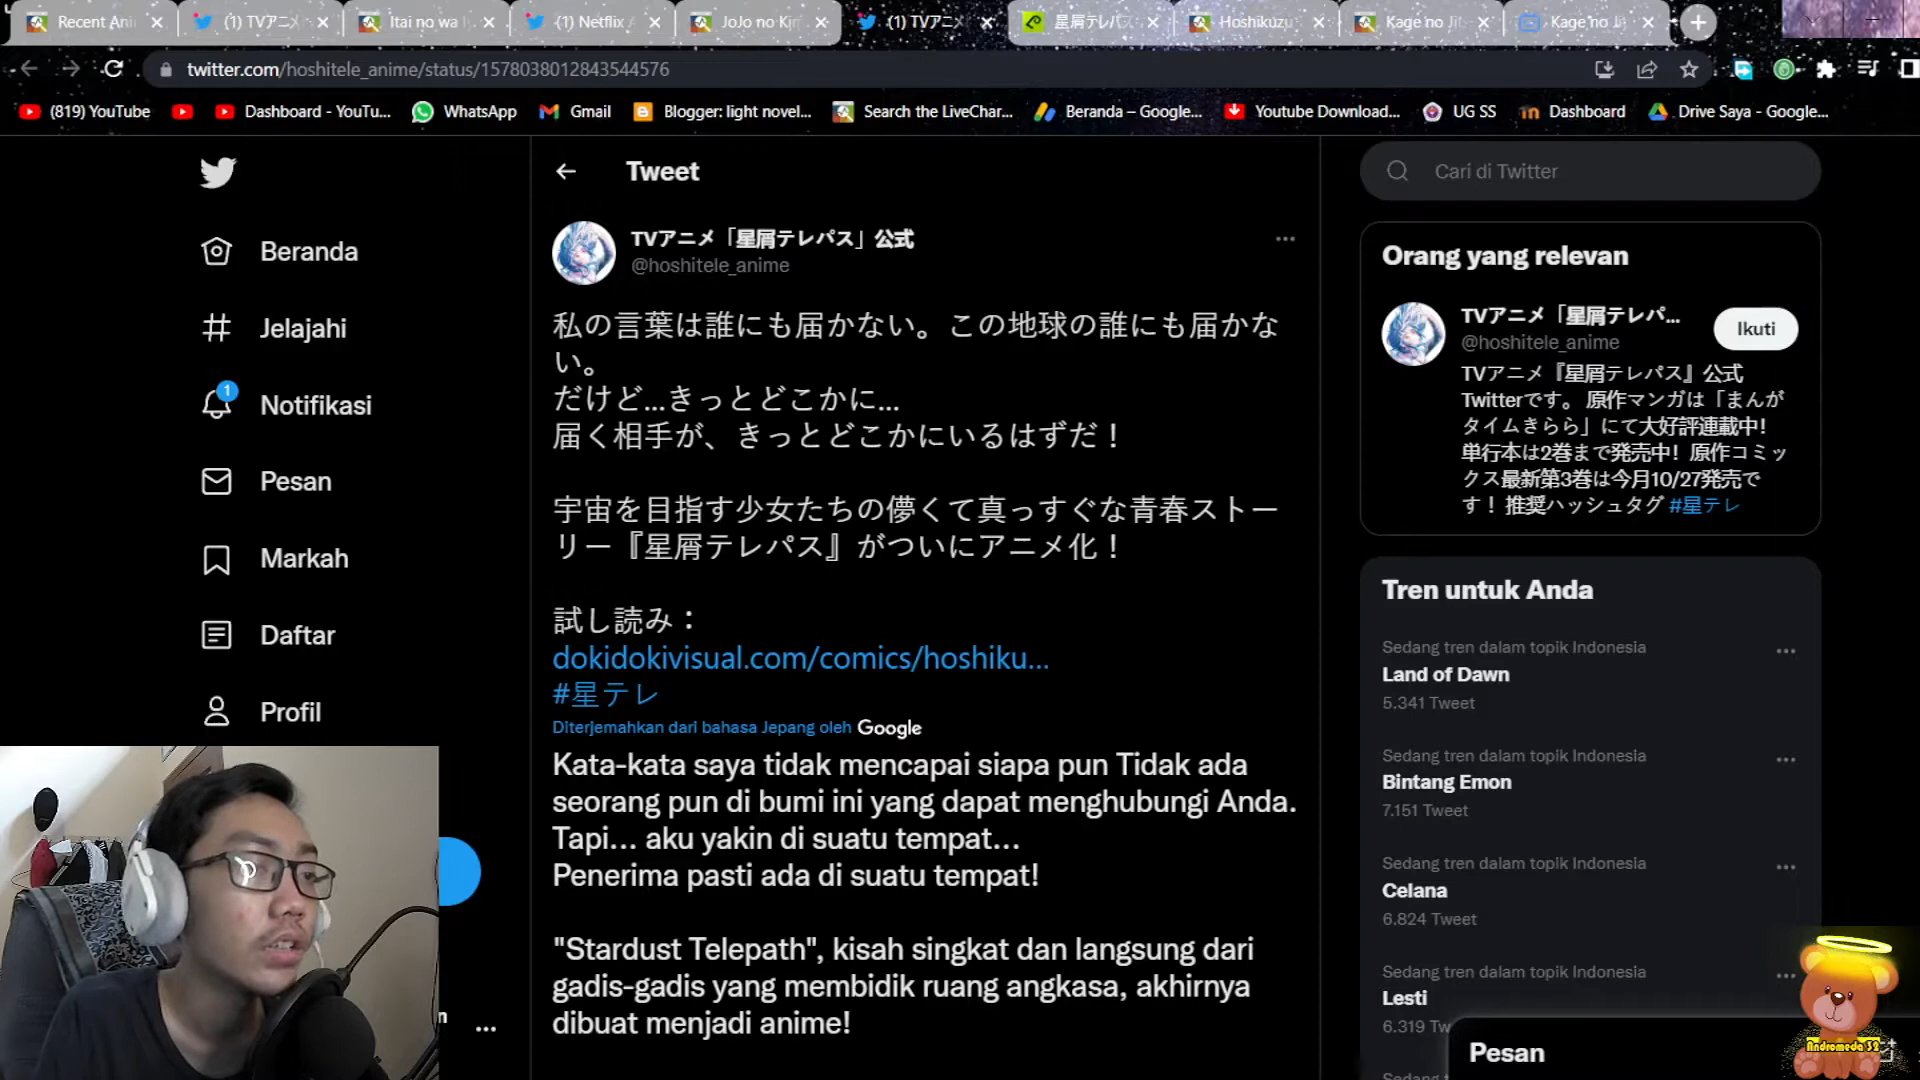 Recent Ani
(1) TVアニメ
Itai no wa I
(1) Netflix
JoJo no Kin
(1) TVアニメ
星屑テレパス
Hoshikuzu
Kage no Jit
Kage no Ji
twitter.com/hoshitele_anime/status/1578038012843544576
(819) YouTube
Dashboard - YouTu...
WhatsApp
Gmail
Blogger: light novel...
Search the LiveChar...
Beranda – Google...
Youtube Download...
UG SS
Dashboard
Drive Saya - Google...
Beranda
Jelajahi
1
Notifikasi
Pesan
Markah
Daftar
Profil
Tweet
TVアニメ「星屑テレパス」公式
@hoshitele_anime
私の言葉は誰にも届かない。この地球の誰にも届かな
い。
だけど...きっとどこかに...
届く相手が、きっとどこかにいるはずだ！
宇宙を目指す少女たちの儚くて真っすぐな青春ストー
リー『星屑テレパス』がついにアニメ化！
試し読み：
dokidokivisual.com/comics/hoshiku...
#星テレ
Diterjemahkan dari bahasa Jepang oleh Google
Kata-kata saya tidak mencapai siapa pun Tidak ada
seorang pun di bumi ini yang dapat menghubungi Anda.
Tapi... aku yakin di suatu tempat...
Penerima pasti ada di suatu tempat!
"Stardust Telepath", kisah singkat dan langsung dari
gadis-gadis yang membidik ruang angkasa, akhirnya
dibuat menjadi anime!
Cari di Twitter
Orang yang relevan
TVアニメ「星屑テレパ...
@hoshitele_anime
Ikuti
TVアニメ『星屑テレパス』公式
Twitterです。 原作マンガは「まんが
タイムきらら」にて大好評連載中！
単行本は2巻まで発売中！原作コミッ
クス最新第3巻は今月10/27発売で
す！ 推奨ハッシュタグ #星テレ
Tren untuk Anda
Sedang tren dalam topik Indonesia
Land of Dawn
5.341 Tweet
Sedang tren dalam topik Indonesia
Bintang Emon
7.151 Tweet
Sedang tren dalam topik Indonesia
Celana
6.824 Tweet
Sedang tren dalam topik Indonesia
Lesti
6.319 Tw
Pesan
Andromeda 32